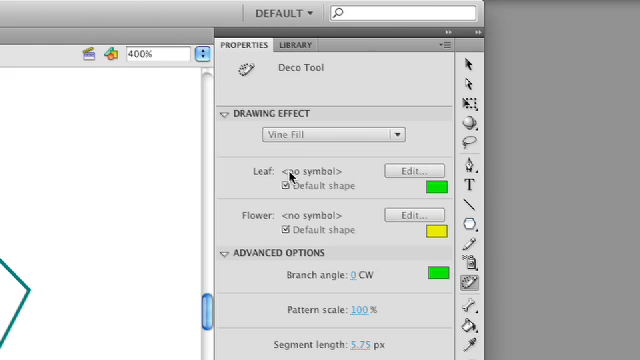 DEFAULT
400%
PROPERTIES LIBRARY
Deco Tool
DRAWING EFFECT
Vine Fill
Leaf: <no symbol> Edit...
Default shape
Flower: <no symbol> Edit...
Default shape
ADVANCED OPTIONS
Branch angle: 0 CW
Pattern scale: 100 %
Segment length: 5.75 px